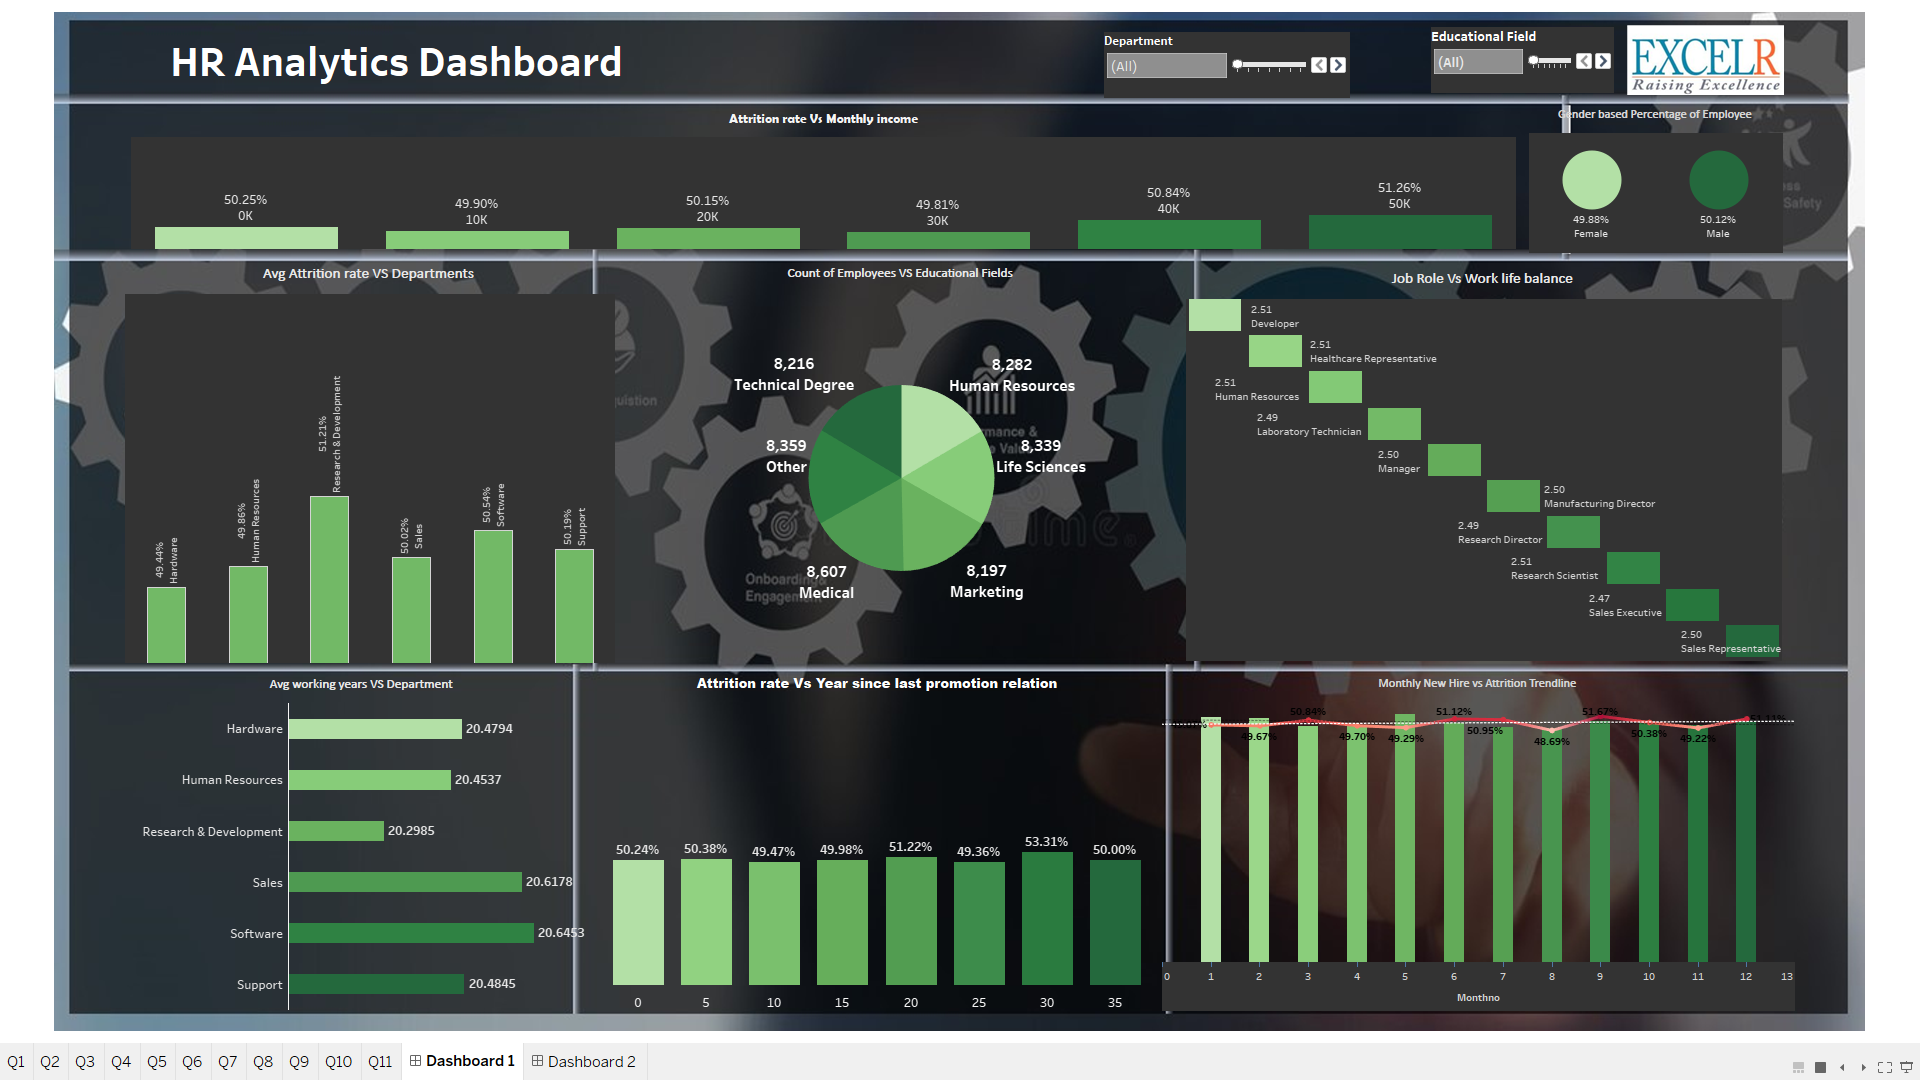 HR Analytics Dashboard
Department
(All)
Educational Field
(All)
EXCELR
Raising Excellence
Attrition rate Vs Monthly income
50.25%
0K
49.90%
10K
50.15%
20K
49.81%
30K
50.84%
40K
51.26%
50K
Gender based Percentage of Employee
49.88%
Female
50.12%
Male
Safety
Avg Attrition rate VS Departments
49.44%
Hardware
49.86%
Human Resources
51.21%
Research & Development
50.02%
Sales
50.54%
Software
50.19%
Support
Count of Employees VS Educational Fields
8,216
Technical Degree
8,282
Human Resources
8,359
Other
8,339
Life Sciences
8,607
Medical
8,197
Marketing
Onboarding &
Engagement
Job Role Vs Work life balance
2.51
Developer
2.51
Healthcare Representative
2.51
Human Resources
2.49
Laboratory Technician
2.50
Manager
2.50
Manufacturing Director
2.49
Research Director
2.51
Research Scientist
2.47
Sales Executive
2.50
Sales Representative
Avg working years VS Department
Hardware 20.4794
Human Resources 20.4537
Research & Development 20.2985
Sales 20.6178
Software 20.6453
Support 20.4845
Attrition rate Vs Year since last promotion relation
50.24% 50.38% 49.47% 49.98% 51.22% 49.36% 53.31% 50.00%
0 5 10 15 20 25 30 35
Monthly New Hire vs Attrition Trendline
49.67% 50.84% 49.70% 49.29% 51.12% 50.95% 48.69% 51.67% 50.38% 49.22% 51.11%
0 1 2 3 4 5 6 7 8 9 10 11 12 13
Monthno
Q1 Q2 Q3 Q4 Q5 Q6 Q7 Q8 Q9 Q10 Q11 Dashboard 1 Dashboard 2